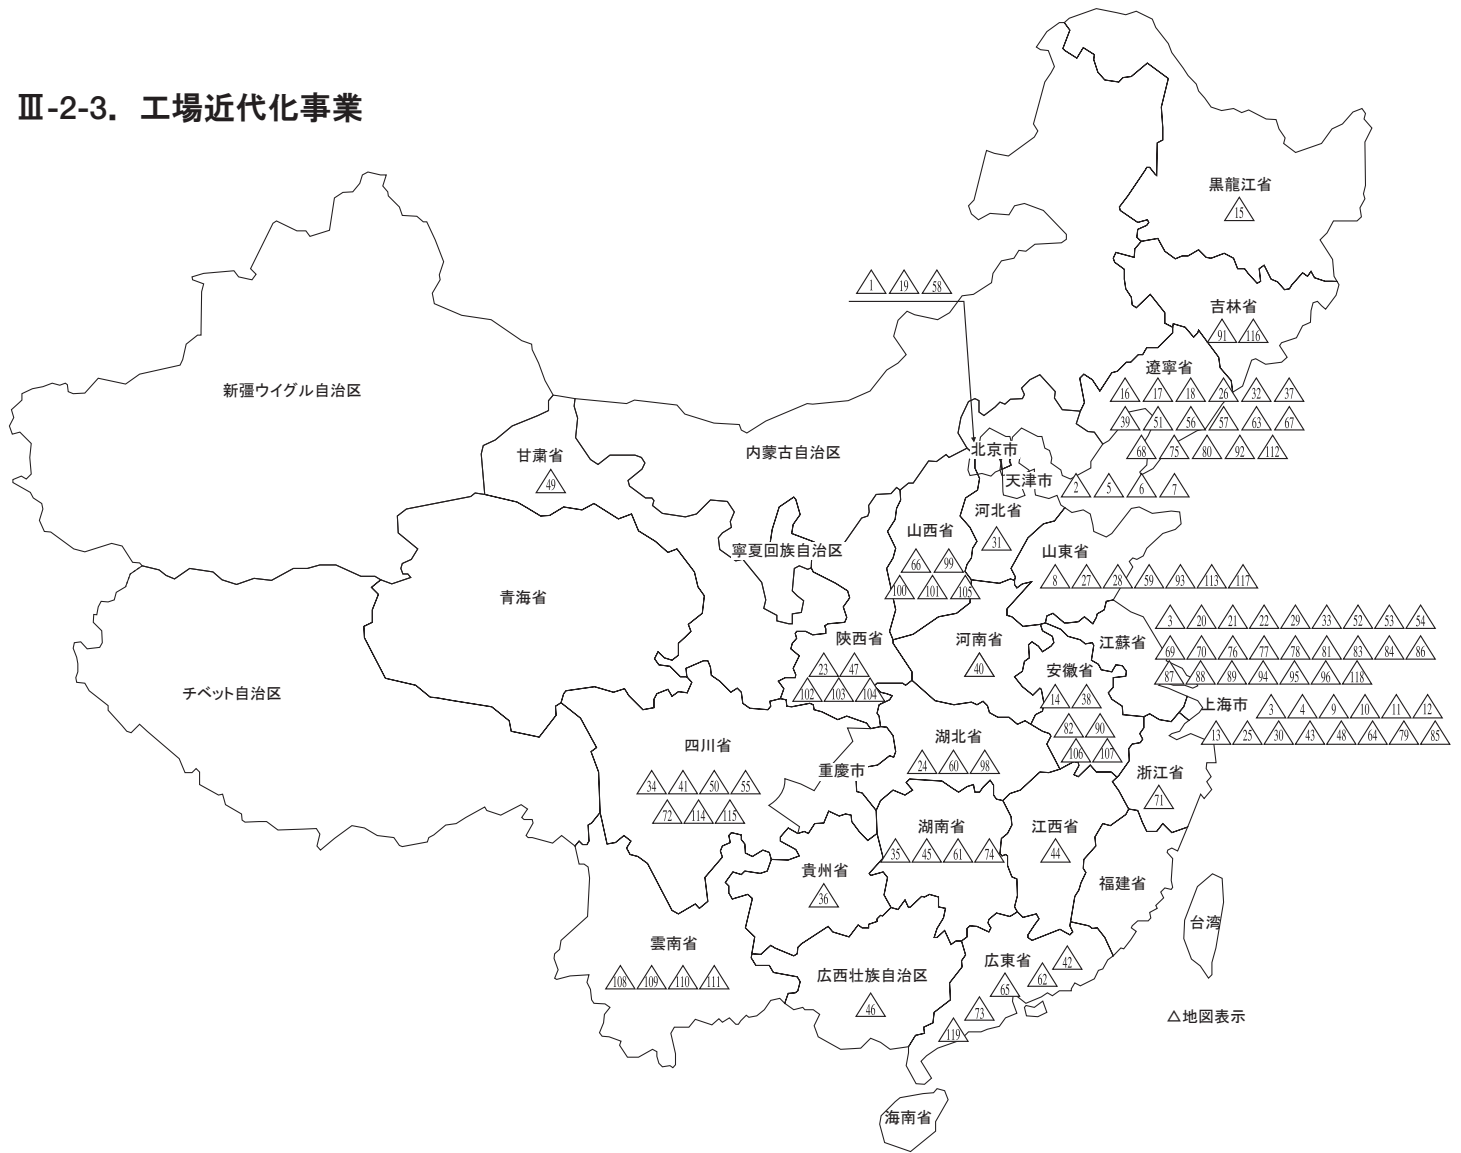 Ⅲ-2-3．工場近代化事業
黒龍江省
15
1 19 58
吉林省
91 116
遼寧省
16 17 18 26 32 37
39 51 56 57 63 67
68 75 80 92 112
新疆ウイグル自治区
甘粛省
49
内蒙古自治区
北京市
天津市
2 5 6 7
河北省
31
山西省
66 99
100 101 105
寧夏回族自治区
山東省
8 27 28 59 93 113 117
青海省
陝西省
23 47
102 103 104
河南省
40
江蘇省
3 20 21 22 29 33 52 53 54
69 70 76 77 78 81 83 84 86
87 88 89 94 95 96 118
安徽省
14 38
82 90
106 107
チベット自治区
上海市
3 4 9 10 11 12
13 25 30 43 48 64 79 85
四川省
34 41 50 55
72 114 115
重慶市
湖北省
24 60 98
浙江省
71
湖南省
35 45 61 74
江西省
44
貴州省
36
福建省
台湾
雲南省
108 109 110 111
広西壮族自治区
46
広東省
42
62
65
73
119
△地図表示
海南省